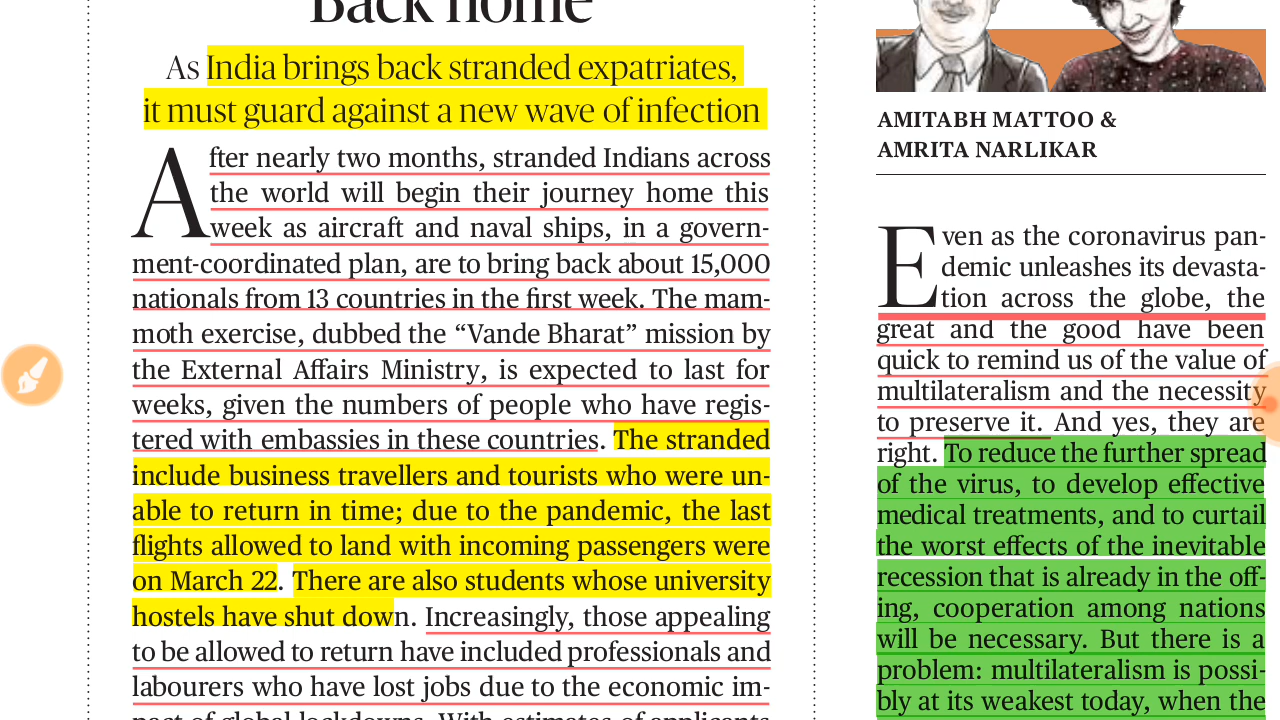 Back home
As India brings back stranded expatriates,
it must guard against a new wave of infection
After nearly two months, stranded Indians across
the world will begin their journey home this
week as aircraft and naval ships, in a govern-
ment-coordinated plan, are to bring back about 15,000
nationals from 13 countries in the first week. The mam-
moth exercise, dubbed the “Vande Bharat” mission by
the External Affairs Ministry, is expected to last for
weeks, given the numbers of people who have regis-
tered with embassies in these countries. The stranded
include business travellers and tourists who were un-
able to return in time; due to the pandemic, the last
flights allowed to land with incoming passengers were
on March 22. There are also students whose university
hostels have shut down. Increasingly, those appealing
to be allowed to return have included professionals and
labourers who have lost jobs due to the economic im-
pact of global lockdowns. With estimates of applicants
AMITABH MATTOO &
AMRITA NARLIKAR
Even as the coronavirus pan-
demic unleashes its devasta-
tion across the globe, the
great and the good have been
quick to remind us of the value of
multilateralism and the necessity
to preserve it. And yes, they are
right. To reduce the further spread
of the virus, to develop effective
medical treatments, and to curtail
the worst effects of the inevitable
recession that is already in the off-
ing, cooperation among nations
will be necessary. But there is a
problem: multilateralism is possi-
bly at its weakest today, when the